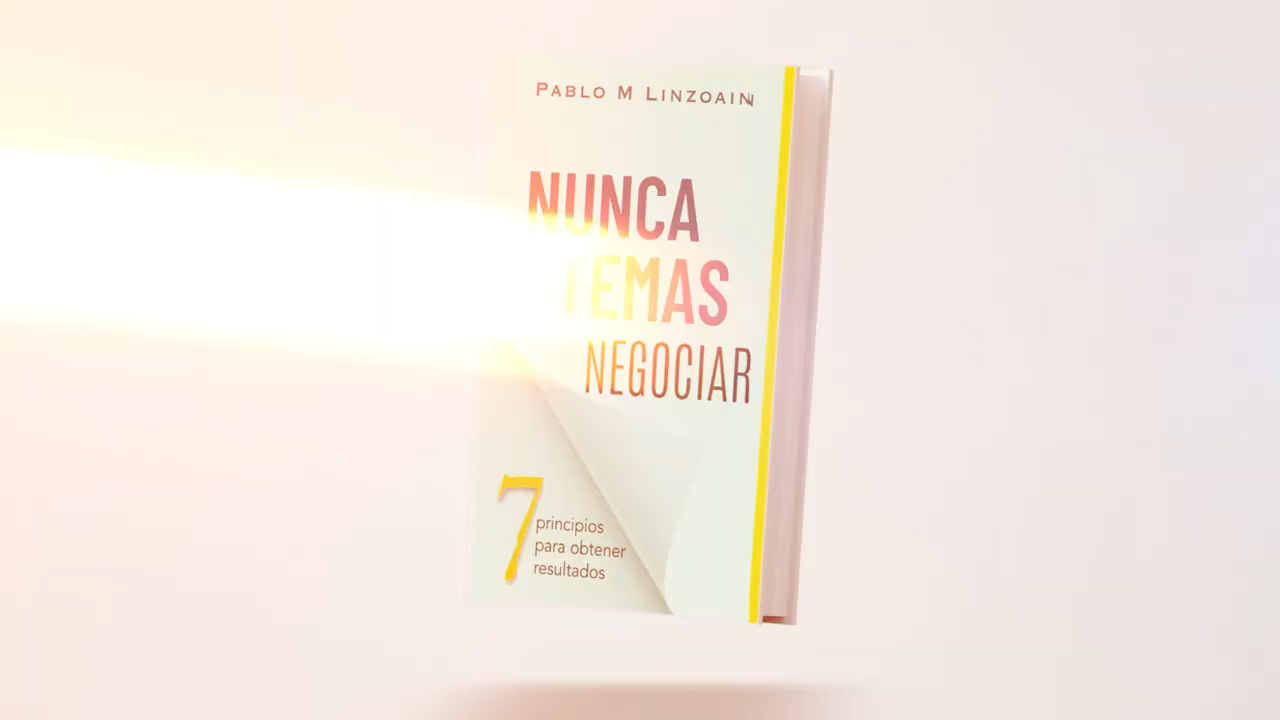 PABLO M LINZOAIN
NUNCA
TEMAS
NEGOCIAR
7
principios
para obtener
resultados